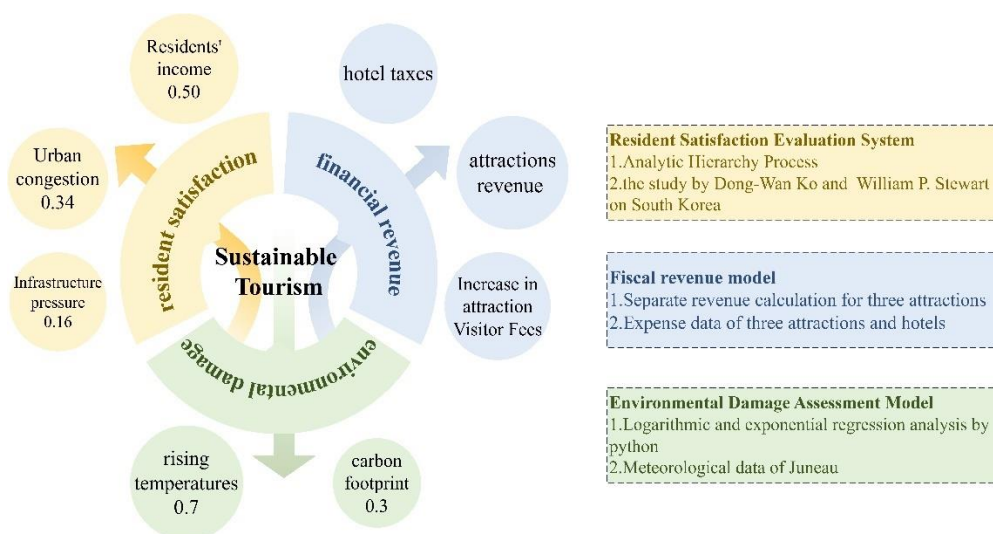 Residents'
income
0.50
hotel taxes
Urban
congestion
0.34
attractions
revenue
Infrastructure
pressure
0.16
Increase in
attraction
Visitor Fees
resident satisfaction
financial revenue
environmental damage
Sustainable
Tourism
rising
temperatures
0.7
carbon
footprint
0.3
Resident Satisfaction Evaluation System
1.Analytic Hierarchy Process
2.the study by Dong-Wan Ko and William P. Stewart
on South Korea
Fiscal revenue model
1.Separate revenue calculation for three attractions
2.Expense data of three attractions and hotels
Environmental Damage Assessment Model
1.Logarithmic and exponential regression analysis by
python
2.Meteorological data of Juneau